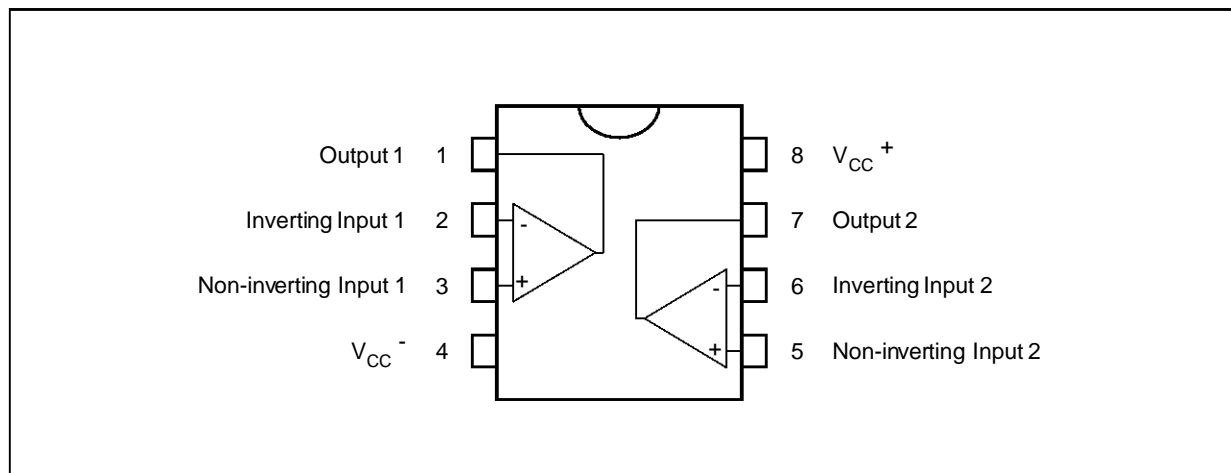 Output 1 1
Inverting Input 1 2
Non-inverting Input 1 3
VCC - 4
- +
- +
8 VCC +
7 Output 2
6 Inverting Input 2
5 Non-inverting Input 2